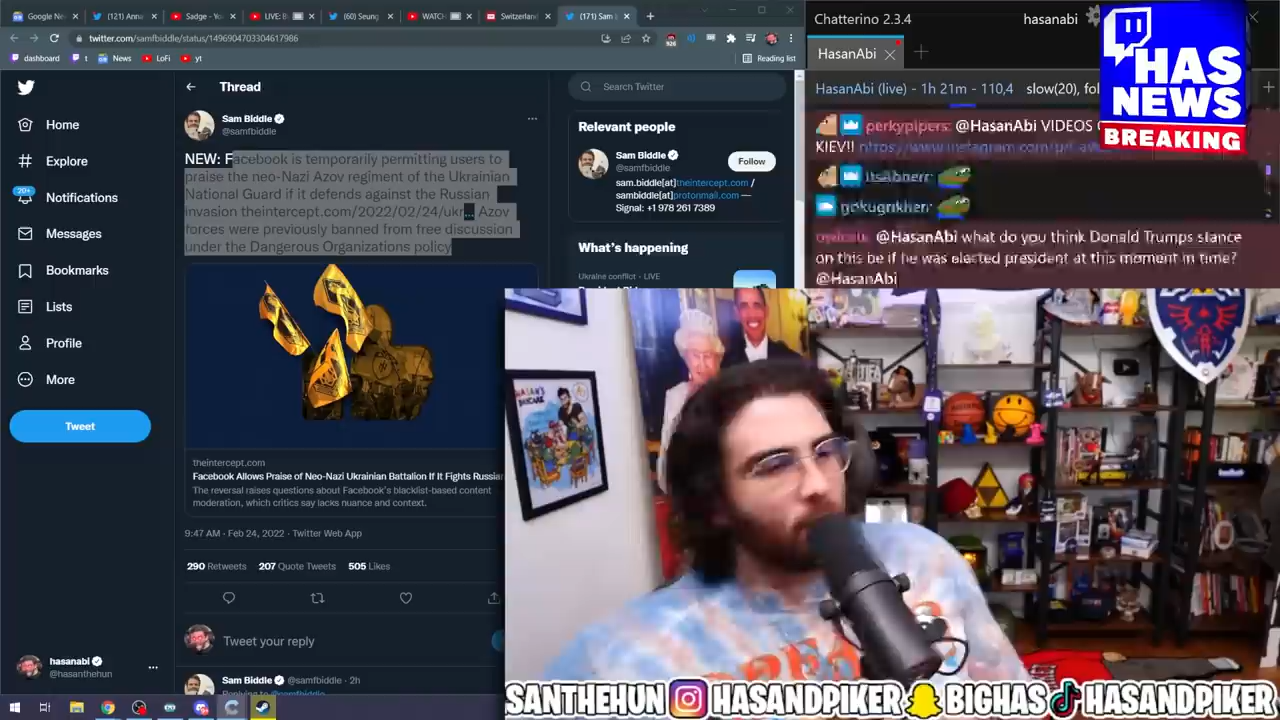 Google Ne
(121) Anna
Sadge - Yo
LIVE: B
(60) Seung
WATCH
Switzerland
(171) Sam
twitter.com/samfbiddle/status/1496904703304617986
926
dashboard
t
News
LoFi
yt
Reading list
Home
Explore
20+
Notifications
Messages
Bookmarks
Lists
Profile
More
Tweet
hasanabi
@hasanthehun
Thread
Sam Biddle
@samfbiddle
NEW: Facebook is temporarily permitting users to
praise the neo-Nazi Azov regiment of the Ukrainian
National Guard if it defends against the Russian
invasion theintercept.com/2022/02/24/ukr... Azov
forces were previously banned from free discussion
under the Dangerous Organizations policy
theintercept.com
Facebook Allows Praise of Neo-Nazi Ukrainian Battalion If It Fights Russian
The reversal raises questions about Facebook's blacklist-based content
moderation, which critics say lacks nuance and context.
9:47 AM · Feb 24, 2022 · Twitter Web App
290 Retweets 207 Quote Tweets 505 Likes
Tweet your reply
Sam Biddle @samfbiddle · 2h
Replying to @samfbiddle
Search Twitter
Relevant people
Sam Biddle
@samfbiddle
Follow
sam.biddle[at]theintercept.com /
sambiddle[at]protonmail.com —
Signal: +1 978 261 7389
What's happening
Ukraine conflict · LIVE
Chatterino 2.3.4
hasanabi
HasanAbi
HasanAbi (live) - 1h 21m - 110,4
slow(20), fol
perkypipers: @HasanAbi VIDEOS
KIEV!!
@HasanAbi what do you think Donald Trumps stance
on this be if he was elected president at this moment in time?
@HasanAbi
HAS
NEWS
BREAKING
SANTHEHUN HASANDPIKER BIGHAS HASANDPIKER